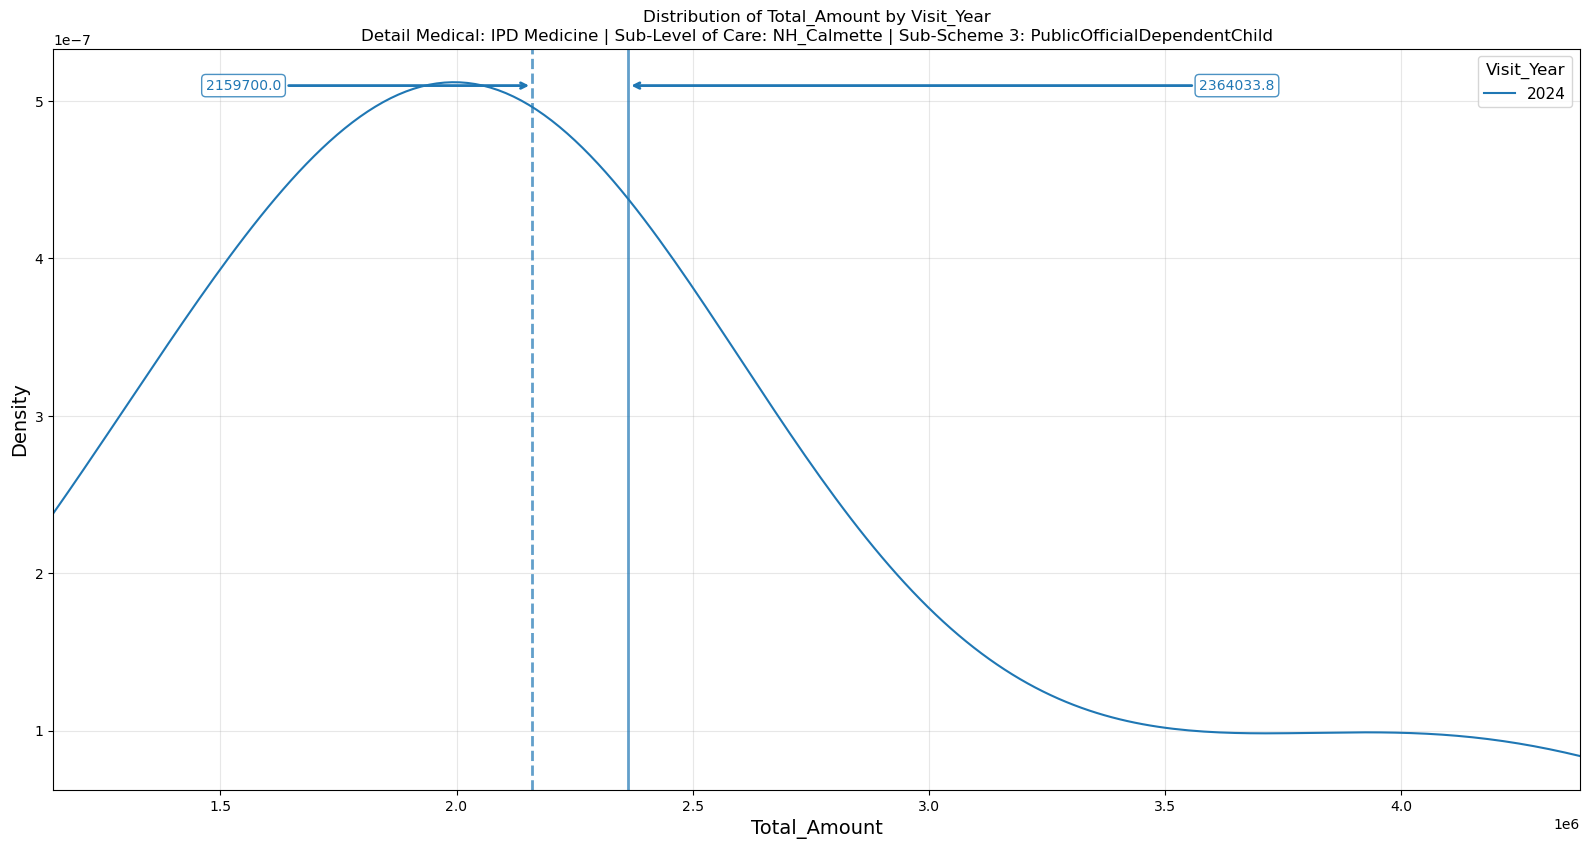 Distribution of Total_Amount by Visit_Year
Detail Medical: IPD Medicine | Sub-Level of Care: NH_Calmette | Sub-Scheme 3: PublicOfficialDependentChild
1e−7
2159700.0
2364033.8
Visit_Year
2024
5
4
3
2
1
Density
1.5
2.0
2.5
3.0
3.5
4.0
1e6
Total_Amount